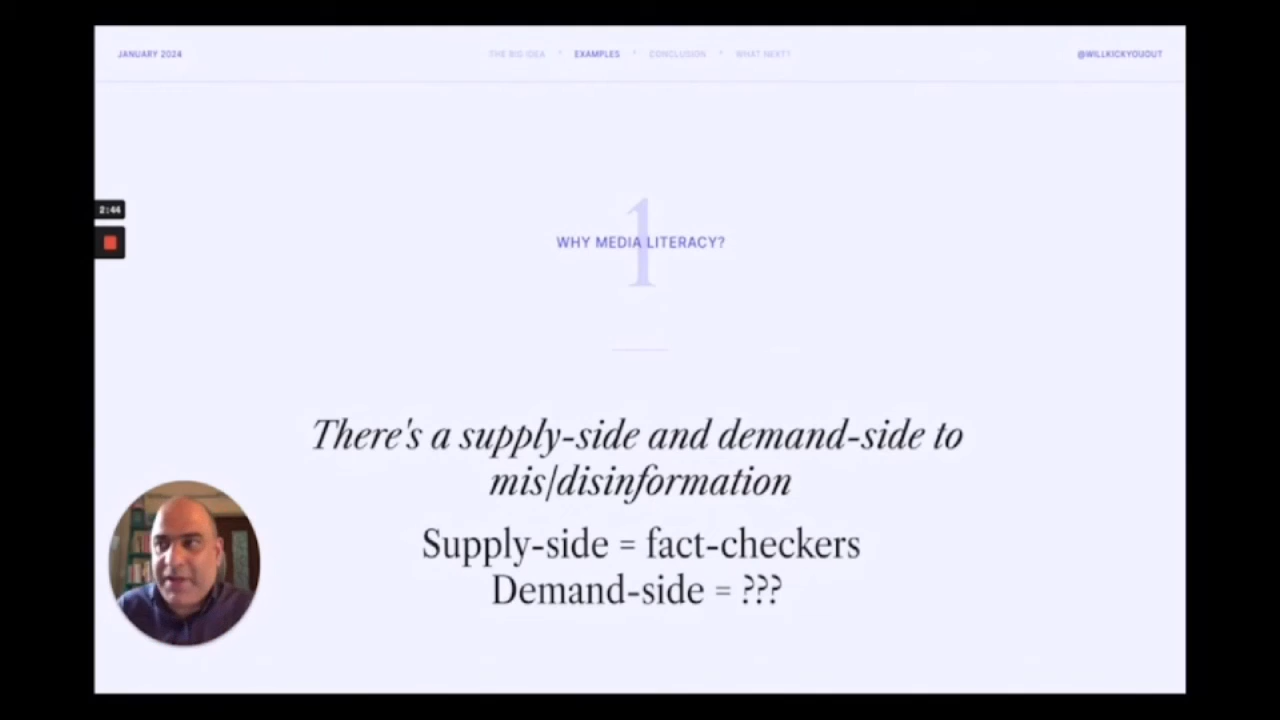 JANUARY 2024
THE BIG IDEA * EXAMPLES * CONCLUSION * WHAT NEXT?
@WILLKICKYOUOUT
2:44
1
WHY MEDIA LITERACY?
There's a supply-side and demand-side to
mis/disinformation
Supply-side = fact-checkers
Demand-side = ???